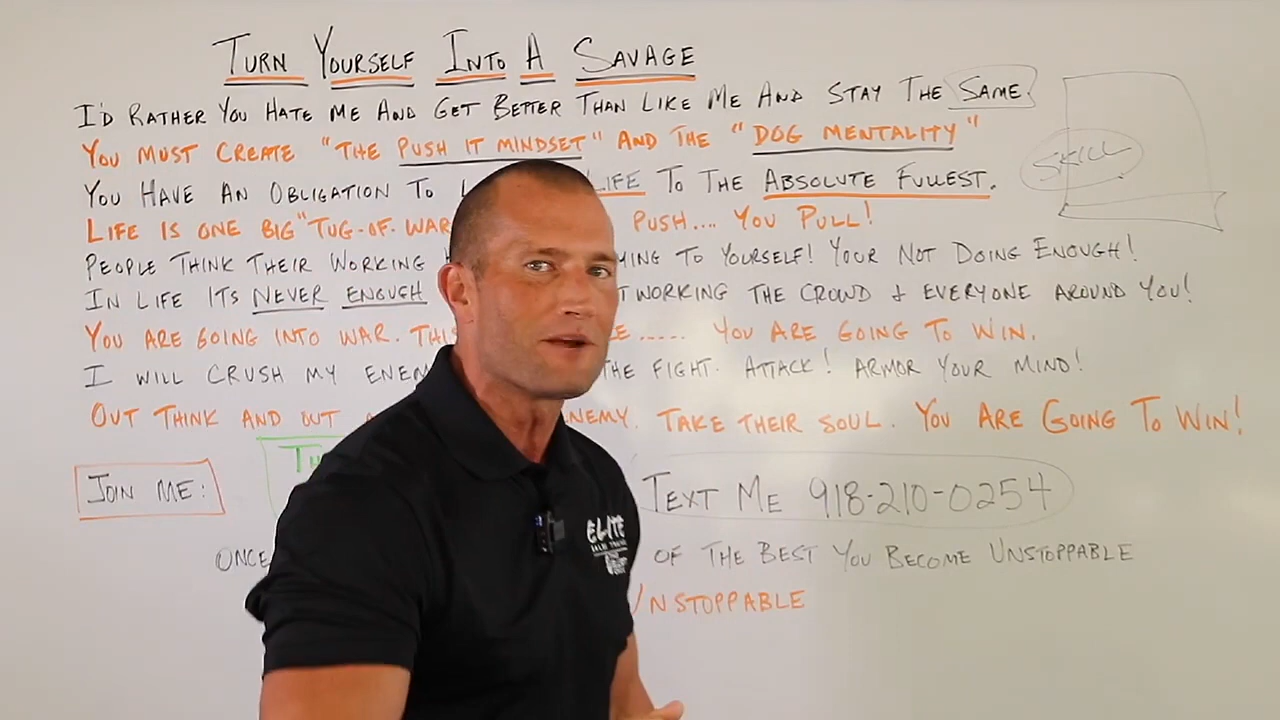 TURN YOURSELF INTO A SAVAGE
I'D RATHER YOU HATE ME AND GET BETTER THAN LIKE ME AND STAY THE SAME
YOU MUST CREATE "THE PUSH IT MINDSET" AND THE "DOG MENTALITY"
SKILL
YOU HAVE AN OBLIGATION TO LIFE TO THE ABSOLUTE FULLEST.
LIFE IS ONE BIG "TUG-OF-WAR PUSH.... YOU PULL!
PEOPLE THINK THEIR WORKING TO YOURSELF! YOUR NOT DOING ENOUGH!
IN LIFE ITS NEVER ENOUGH WORKING THE CROWD & EVERYONE AROUND YOU!
YOU ARE GOING INTO WAR. ..... YOU ARE GOING TO WIN.
I WILL CRUSH MY THE FIGHT. ATTACK! ARMOR YOUR MIND!
OUT THINK AND OUT TAKE THEIR SOUL. YOU ARE GOING TO WIN!
JOIN ME: TEXT ME 918-210-0254
ONCE OF THE BEST YOU BECOME UNSTOPPABLE
UNSTOPPABLE
ELITE